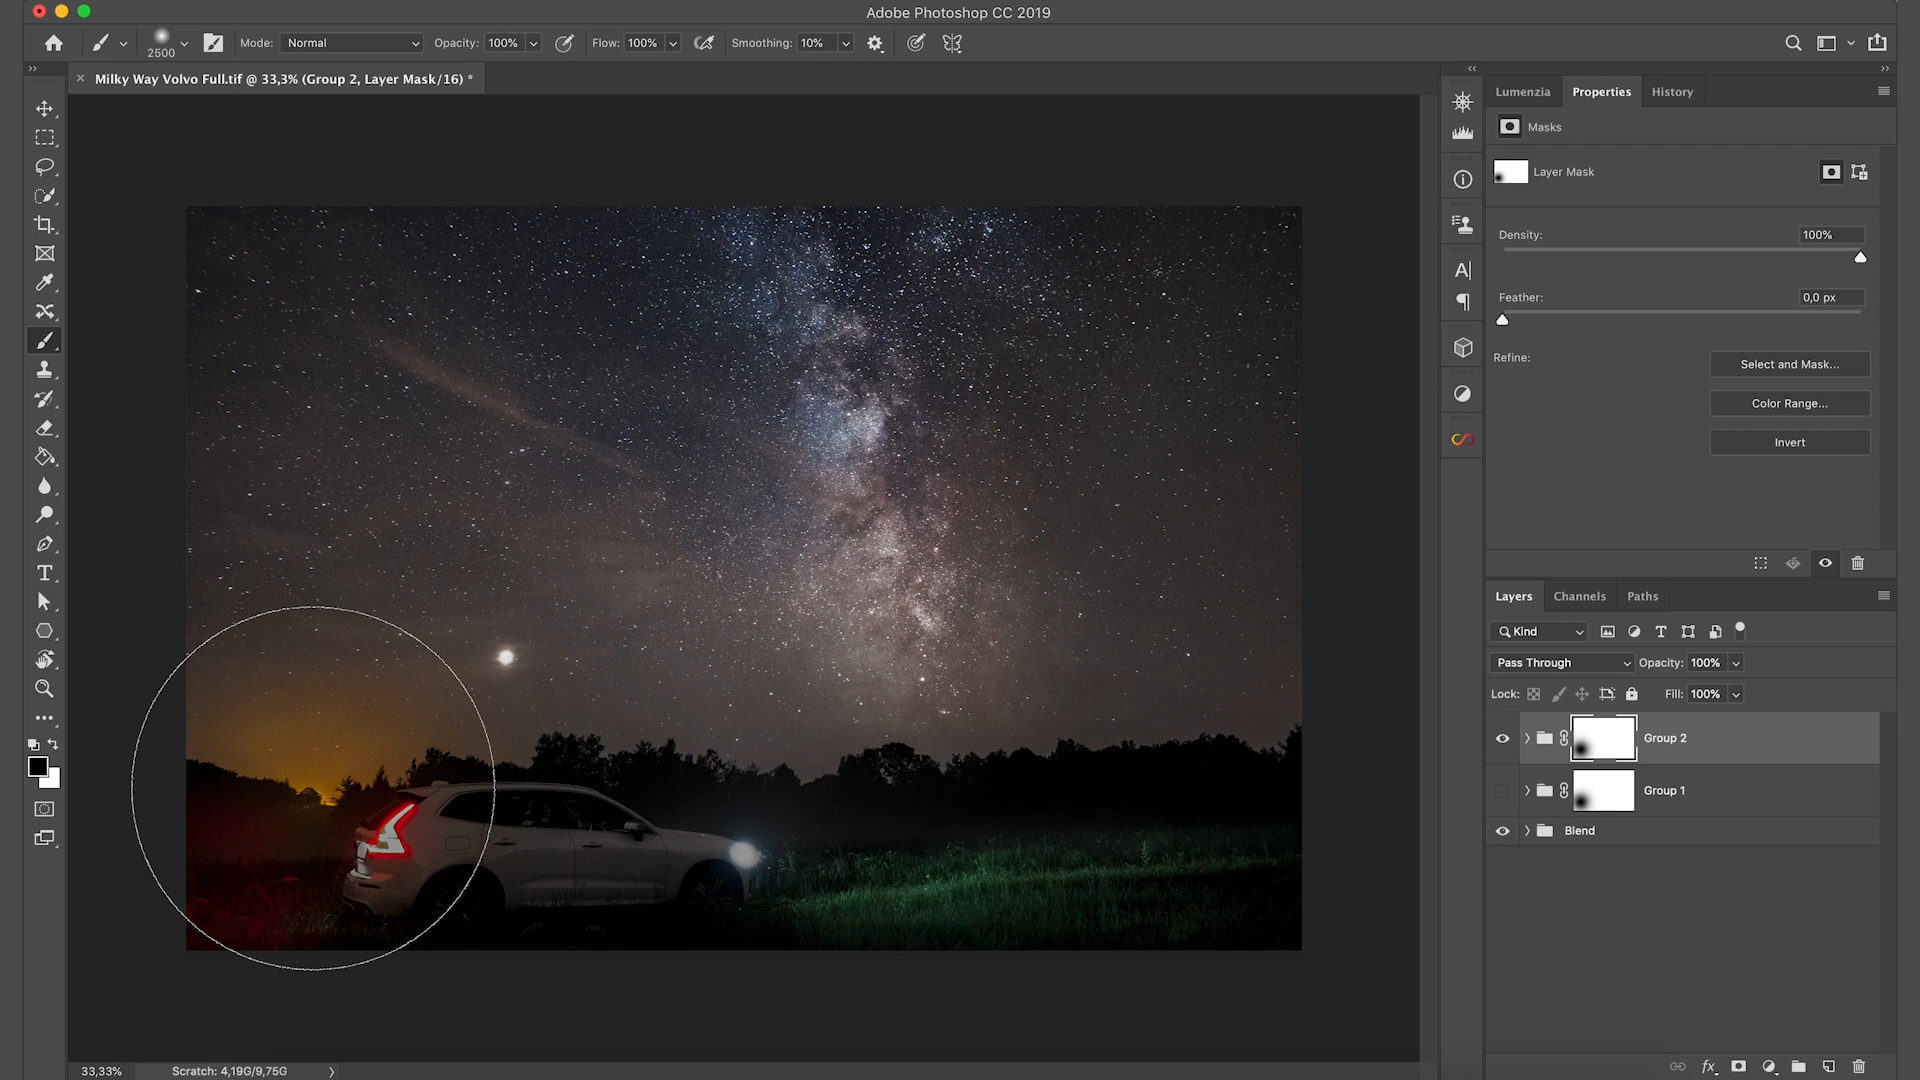 Adobe Photoshop CC 2019
2500
Mode: Normal
Opacity: 100%
Flow: 100%
Smoothing: 10%
Milky Way Volvo Full.tif @ 33,3% (Group 2, Layer Mask/16) *
Lumenzia
Properties
History
Masks
Layer Mask
Density: 100%
Feather: 0,0 px
Refine:
Select and Mask...
Color Range...
Invert
Layers
Channels
Paths
Kind
Pass Through
Opacity: 100%
Lock:
Fill: 100%
Group 2
Group 1
Blend
33,33%
Scratch: 4,19G/9,75G
fx